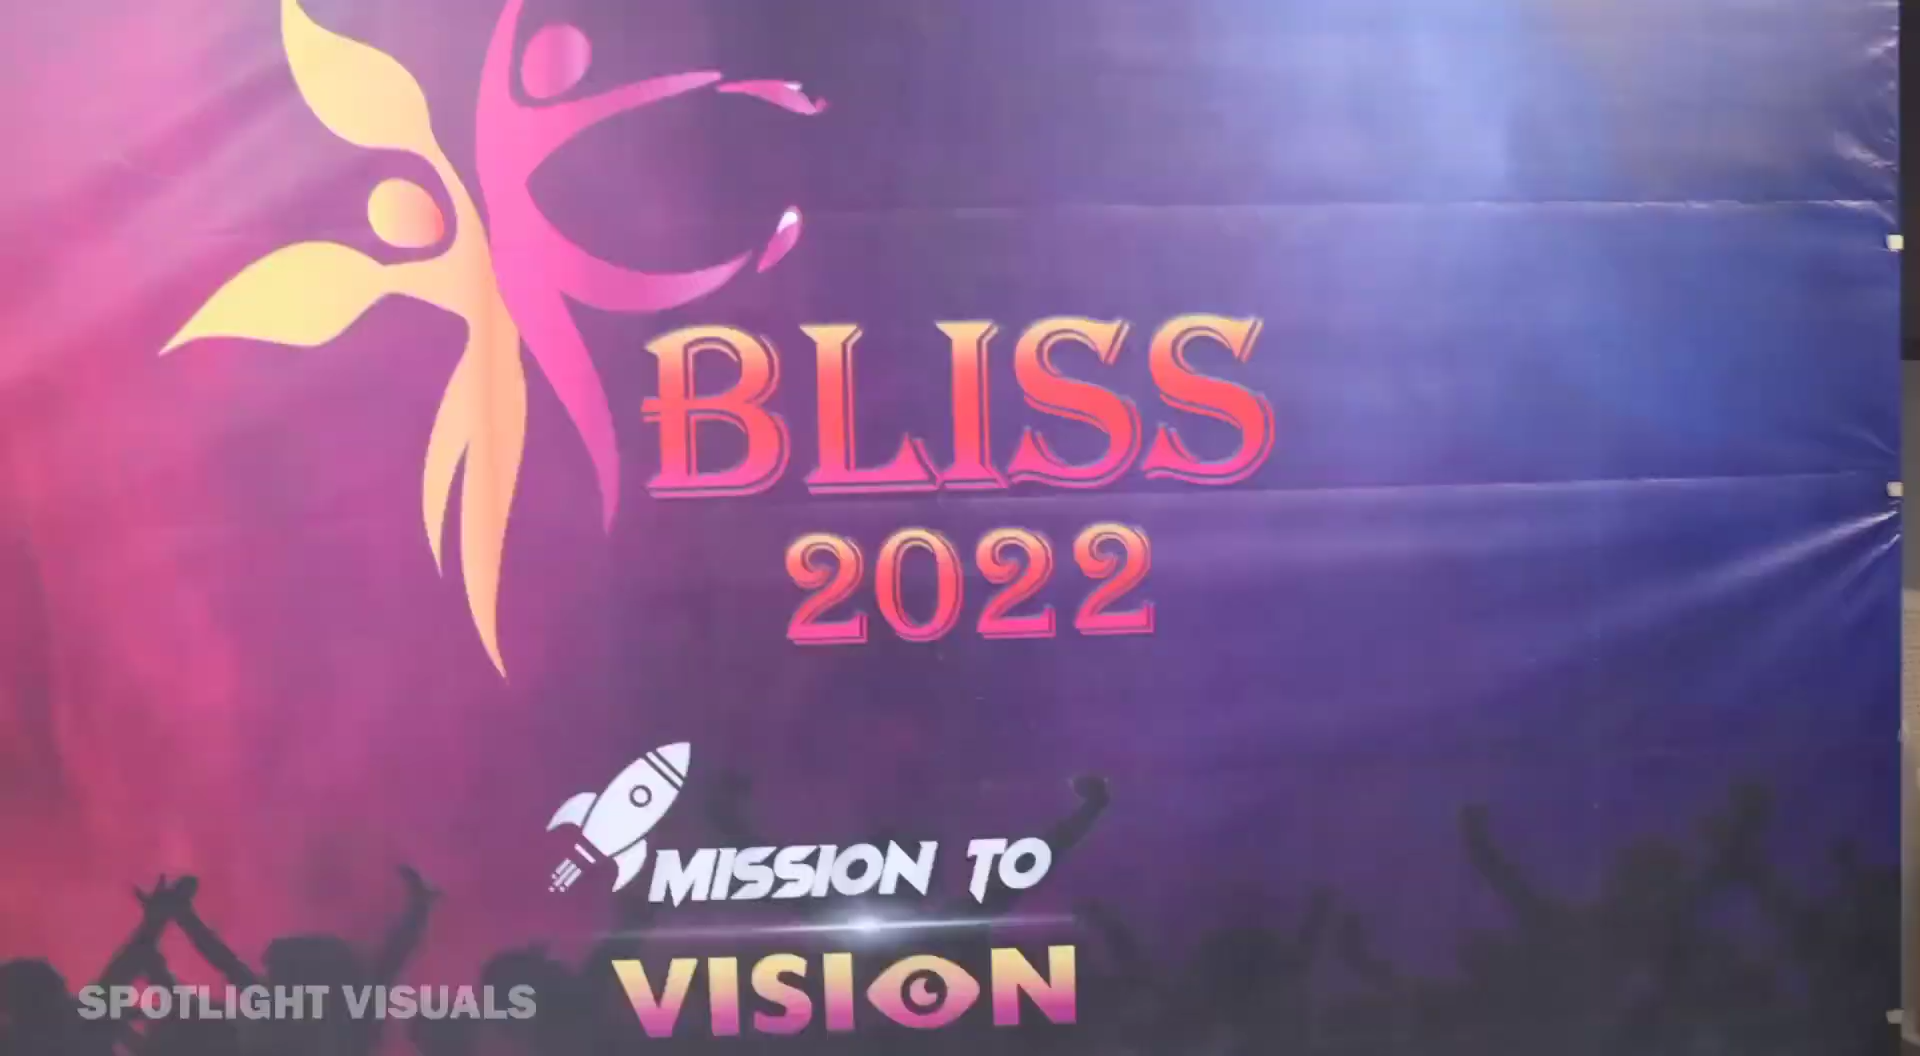 BLISS
2022
MISSION TO
VISION
SPOTLIGHT VISUALS